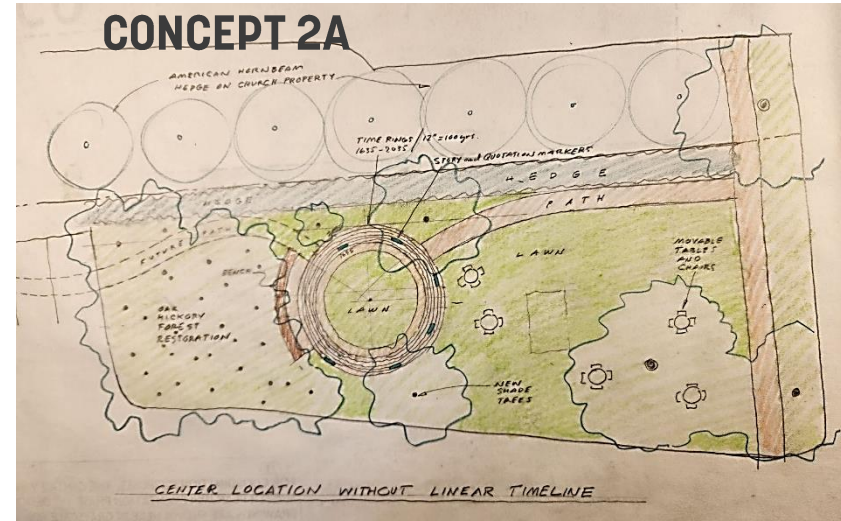 CONCEPT 2A
AMERICAN HORNBEAM
HEDGE ON CHURCH PROPERTY
TIME RINGS / 12" = 100 yrs.
1635-2035
STORY and QUOTATION MARKERS
HEDGE
HEDGE
PATH
FUTURE PATH
LAWN
MOVABLE
TABLES
AND
CHAIRS
BENCH
LAWN
OAK
HICKORY
FOREST
RESTORATION
NEW
SHADE
TREES
CENTER LOCATION WITHOUT LINEAR TIMELINE